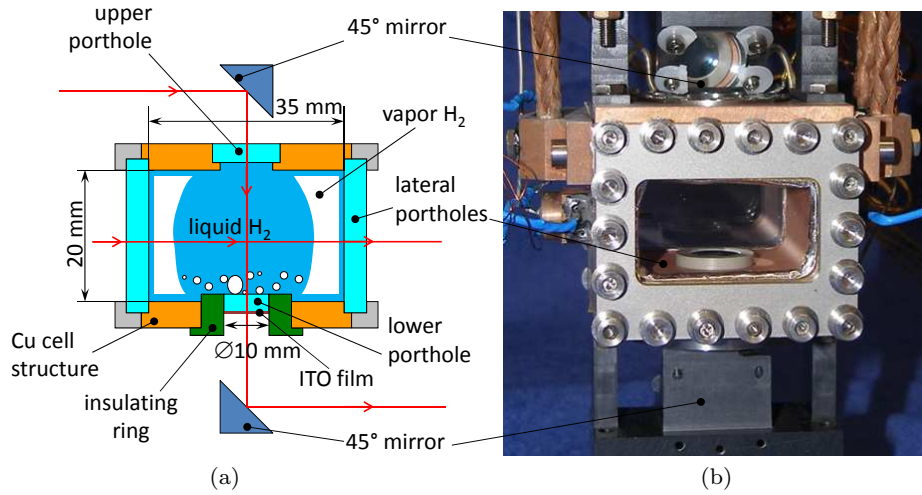 upper
porthole
45° mirror
35 mm
vapor H2
lateral
portholes
liquid H2
20 mm
Cu cell
structure
lower
porthole
∅10 mm
ITO film
insulating
ring
45° mirror
(a)
(b)